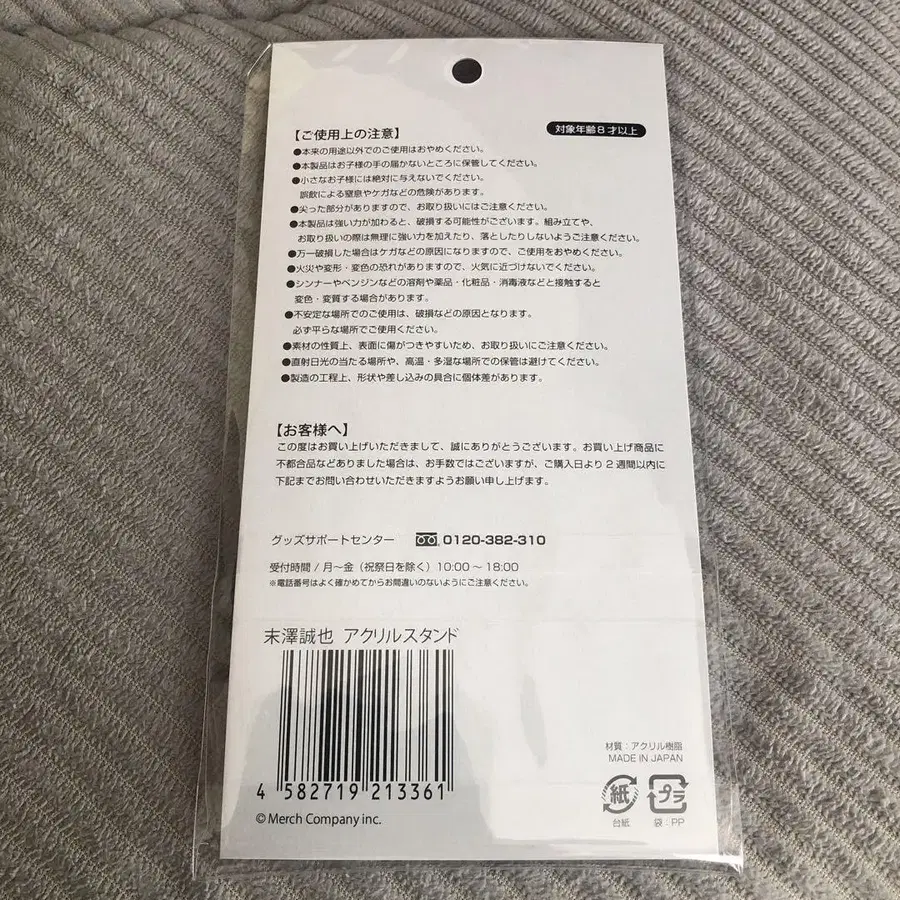 【ご使用上の注意】
対象年齢8才以上
●本来の用途以外でのご使用はおやめください。
●本製品はお子様の手の届かないところに保管してください。
●小さなお子様には絶対に与えないでください。
誤飲による窒息やケガなどの危険があります。
●尖った部分がありますので、お取り扱いにはご注意ください。
●本製品は強い力が加わると、破損する可能性がございます。組み立てや、
お取り扱いの際は無理に強い力を加えたり、落としたりしないようご注意ください。
●万一破損した場合はケガなどの原因になりますので、ご使用をおやめください。
●火災や変形・変色の恐れがありますので、火気に近づけないでください。
●シンナーやベンジンなどの溶剤や薬品・化粧品・消毒液などと接触すると
変色・変質する場合があります。
●不安定な場所でのご使用は、破損などの原因となります。
必ず平らな場所でご使用ください。
●素材の性質上、表面に傷がつきやすいため、お取り扱いにご注意ください。
●直射日光の当たる場所や、高温・多湿な場所での保管は避けてください。
●製造の工程上、形状や差し込みの具合に個体差があります。
【お客様へ】
この度はお買い上げいただきまして、誠にありがとうございます。お買い上げ商品に
不都合品などありました場合は、お手数ではございますが、ご購入日より2週間以内に
下記までお問い合わせいただきますようお願い申し上げます。
グッズサポートセンター 0120-382-310
受付時間 / 月～金（祝祭日を除く）10:00～18:00
※電話番号はよく確かめてからお間違いのないようにご注意ください。
末澤誠也 アクリルスタンド
4 582719 213361
© Merch Company inc.
材質：アクリル樹脂
MADE IN JAPAN
紙 プラ
台紙 袋：PP